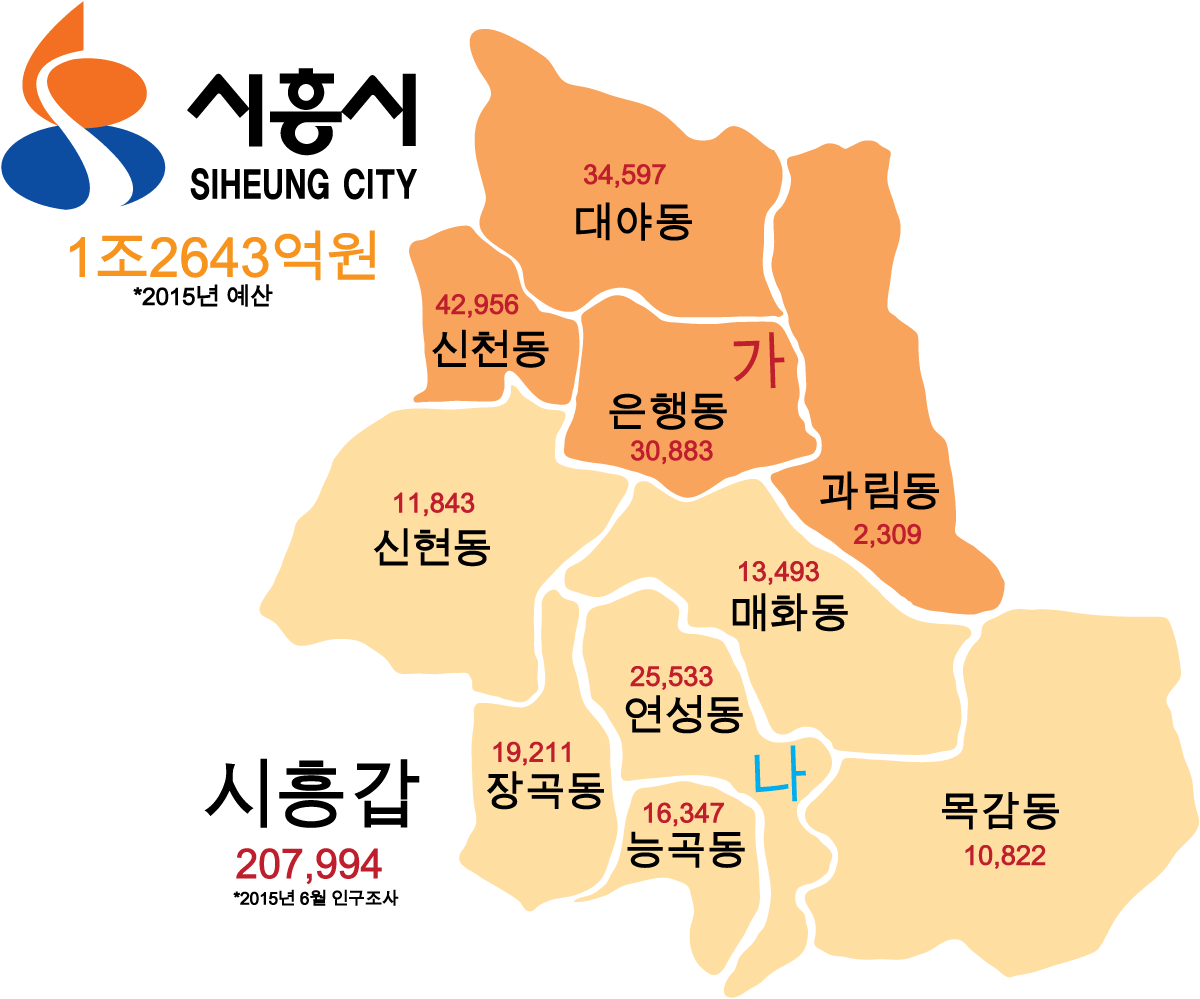 시흥시
SIHEUNG CITY
1조2643억원
*2015년 예산
34,597
대야동
42,956
신천동
가
은행동
30,883
과림동
2,309
11,843
신현동
13,493
매화동
25,533
연성동
19,211
장곡동
나
16,347
능곡동
목감동
10,822
시흥갑
207,994
*2015년 6월 인구조사